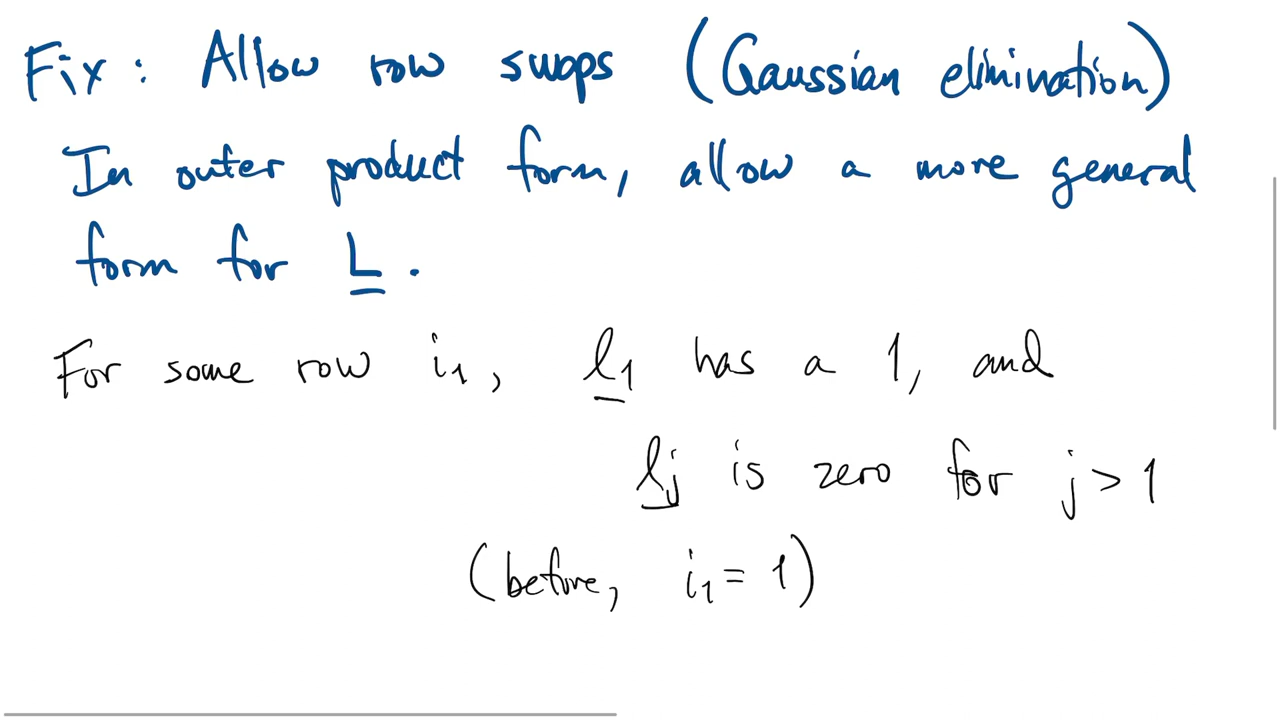 Fix: Allow row swaps (Gaussian elimination)
In outer product form, allow a more general
form for L.
For some row i₁, l₁ has a 1, and
lⱼ is zero for j > 1
(before, i₁ = 1)